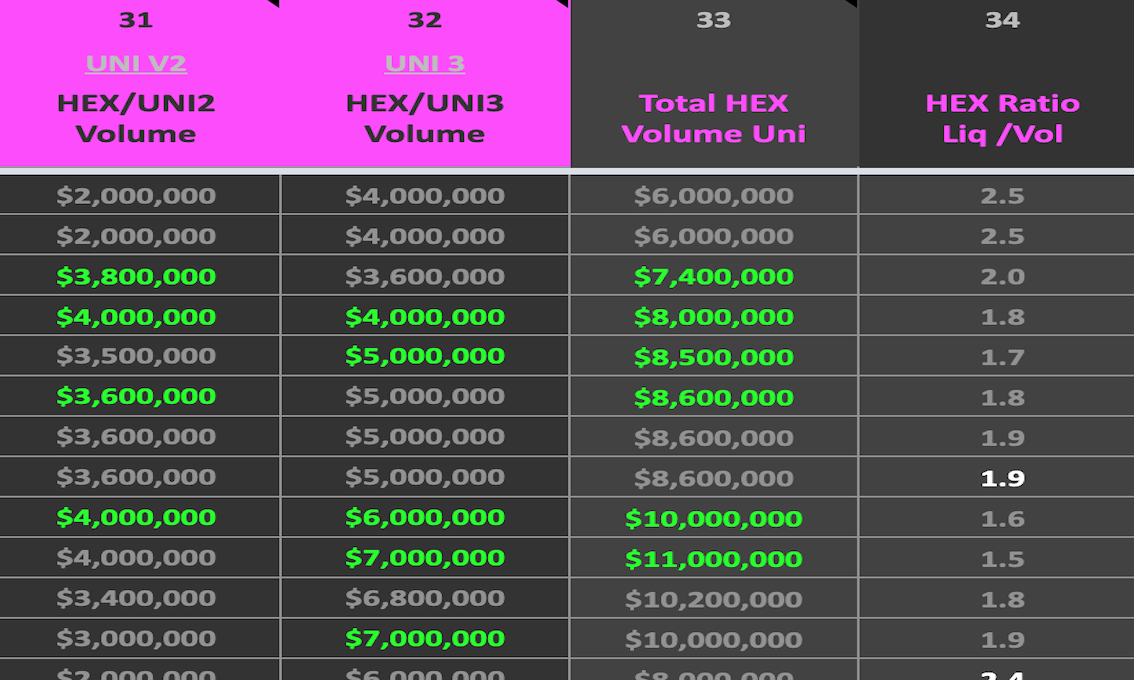 31 32 33 34
UNI V2 UNI 3
HEX/UNI2 HEX/UNI3 Total HEX HEX Ratio
Volume Volume Volume Uni Liq /Vol
$2,000,000 $4,000,000 $6,000,000 2.5
$2,000,000 $4,000,000 $6,000,000 2.5
$3,800,000 $3,600,000 $7,400,000 2.0
$4,000,000 $4,000,000 $8,000,000 1.8
$3,500,000 $5,000,000 $8,500,000 1.7
$3,600,000 $5,000,000 $8,600,000 1.8
$3,600,000 $5,000,000 $8,600,000 1.9
$3,600,000 $5,000,000 $8,600,000 1.9
$4,000,000 $6,000,000 $10,000,000 1.6
$4,000,000 $7,000,000 $11,000,000 1.5
$3,400,000 $6,800,000 $10,200,000 1.8
$3,000,000 $7,000,000 $10,000,000 1.9